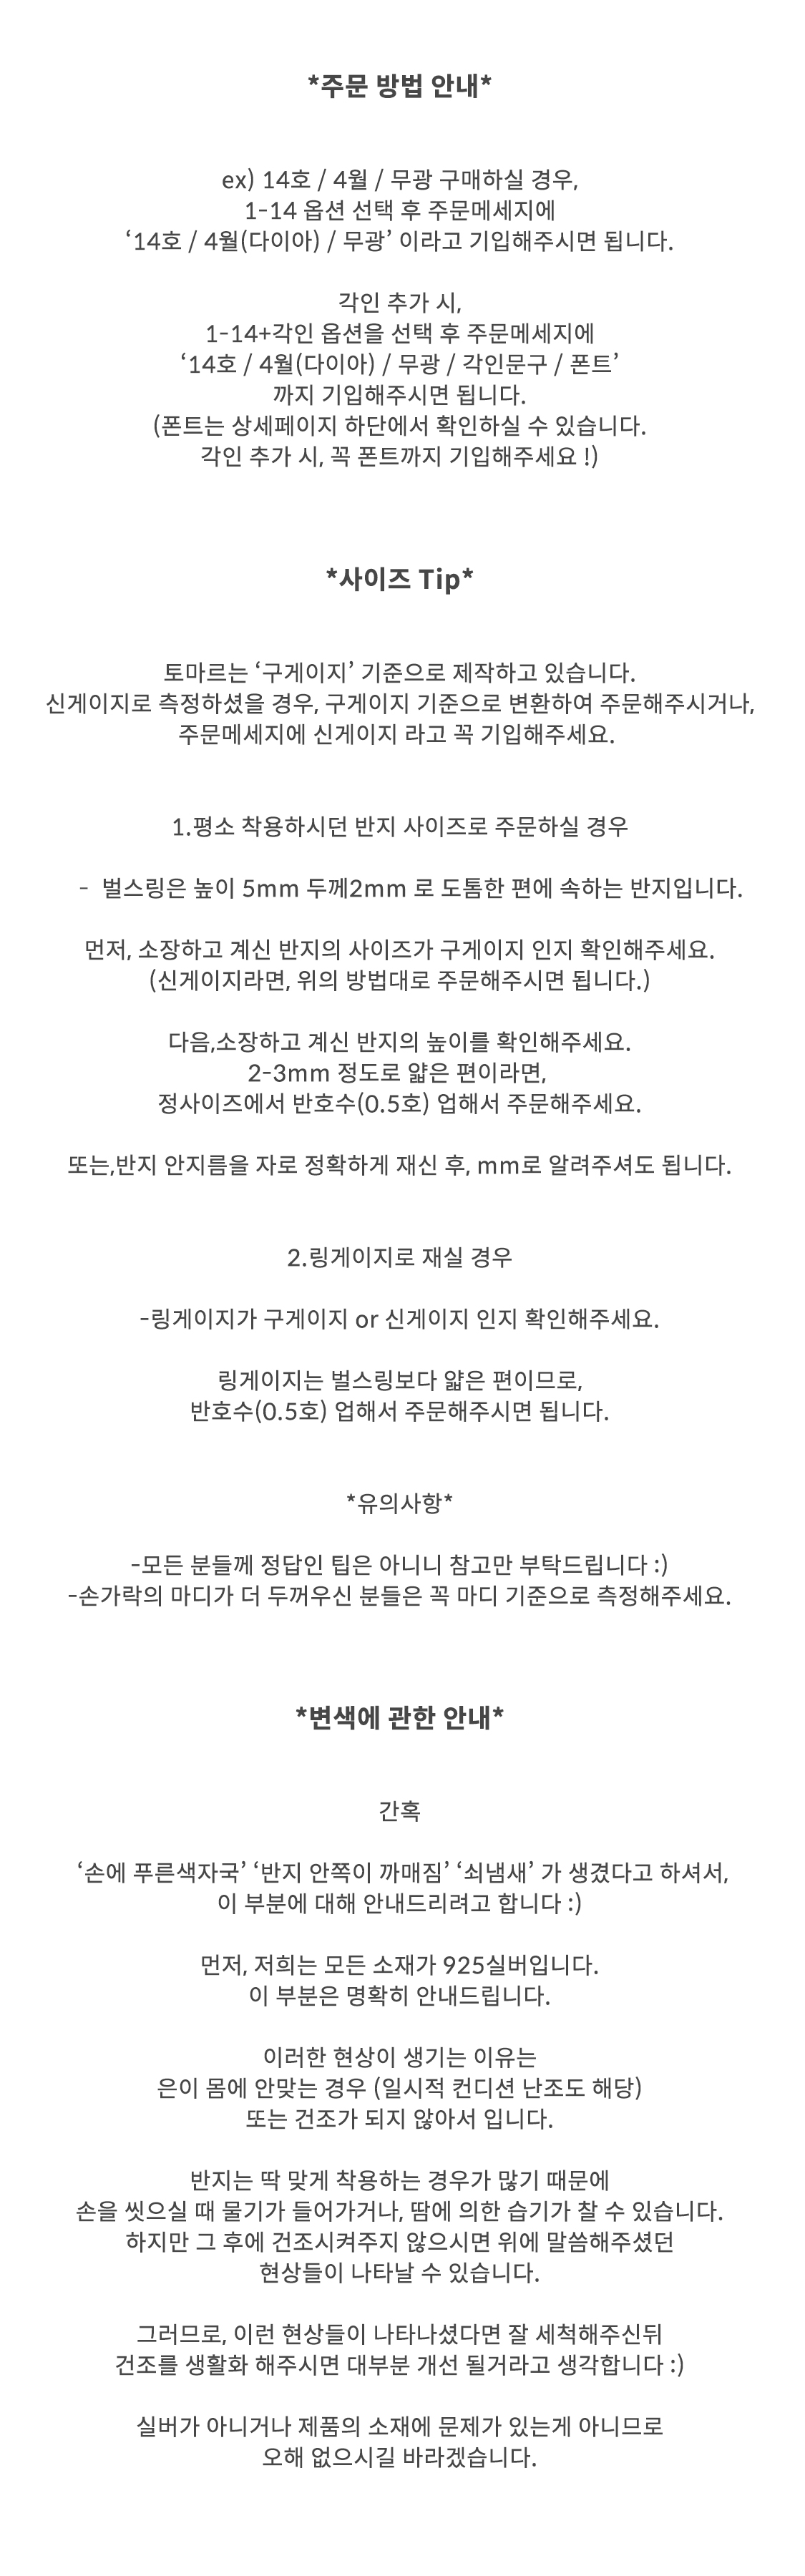 *주문 방법 안내*
ex) 14호 / 4월 / 무광 구매하실 경우,
1-14 옵션 선택 후 주문메세지에
‘14호 / 4월(다이아) / 무광’ 이라고 기입해주시면 됩니다.
각인 추가 시,
1-14+각인 옵션을 선택 후 주문메세지에
‘14호 / 4월(다이아) / 무광 / 각인문구 / 폰트’
까지 기입해주시면 됩니다.
(폰트는 상세페이지 하단에서 확인하실 수 있습니다.
각인 추가 시, 꼭 폰트까지 기입해주세요 !)
*사이즈 Tip*
토마르는 ‘구게이지’ 기준으로 제작하고 있습니다.
신게이지로 측정하셨을 경우, 구게이지 기준으로 변환하여 주문해주시거나,
주문메세지에 신게이지 라고 꼭 기입해주세요.
1.평소 착용하시던 반지 사이즈로 주문하실 경우
- 벌스링은 높이 5mm 두께2mm 로 도톰한 편에 속하는 반지입니다.
먼저, 소장하고 계신 반지의 사이즈가 구게이지 인지 확인해주세요.
(신게이지라면, 위의 방법대로 주문해주시면 됩니다.)
다음,소장하고 계신 반지의 높이를 확인해주세요.
2-3mm 정도로 얇은 편이라면,
정사이즈에서 반호수(0.5호) 업해서 주문해주세요.
또는,반지 안지름을 자로 정확하게 재신 후, mm로 알려주셔도 됩니다.
2.링게이지로 재실 경우
-링게이지가 구게이지 or 신게이지 인지 확인해주세요.
링게이지는 벌스링보다 얇은 편이므로,
반호수(0.5호) 업해서 주문해주시면 됩니다.
*유의사항*
-모든 분들께 정답인 팁은 아니니 참고만 부탁드립니다 :)
-손가락의 마디가 더 두꺼우신 분들은 꼭 마디 기준으로 측정해주세요.
*변색에 관한 안내*
간혹
‘손에 푸른색자국’ ‘반지 안쪽이 까매짐’ ‘쇠냄새’ 가 생겼다고 하셔서,
이 부분에 대해 안내드리려고 합니다 :)
먼저, 저희는 모든 소재가 925실버입니다.
이 부분은 명확히 안내드립니다.
이러한 현상이 생기는 이유는
은이 몸에 안맞는 경우 (일시적 컨디션 난조도 해당)
또는 건조가 되지 않아서 입니다.
반지는 딱 맞게 착용하는 경우가 많기 때문에
손을 씻으실 때 물기가 들어가거나, 땀에 의한 습기가 찰 수 있습니다.
하지만 그 후에 건조시켜주지 않으시면 위에 말씀해주셨던
현상들이 나타날 수 있습니다.
그러므로, 이런 현상들이 나타나셨다면 잘 세척해주신뒤
건조를 생활화 해주시면 대부분 개선 될거라고 생각합니다 :)
실버가 아니거나 제품의 소재에 문제가 있는게 아니므로
오해 없으시길 바라겠습니다.